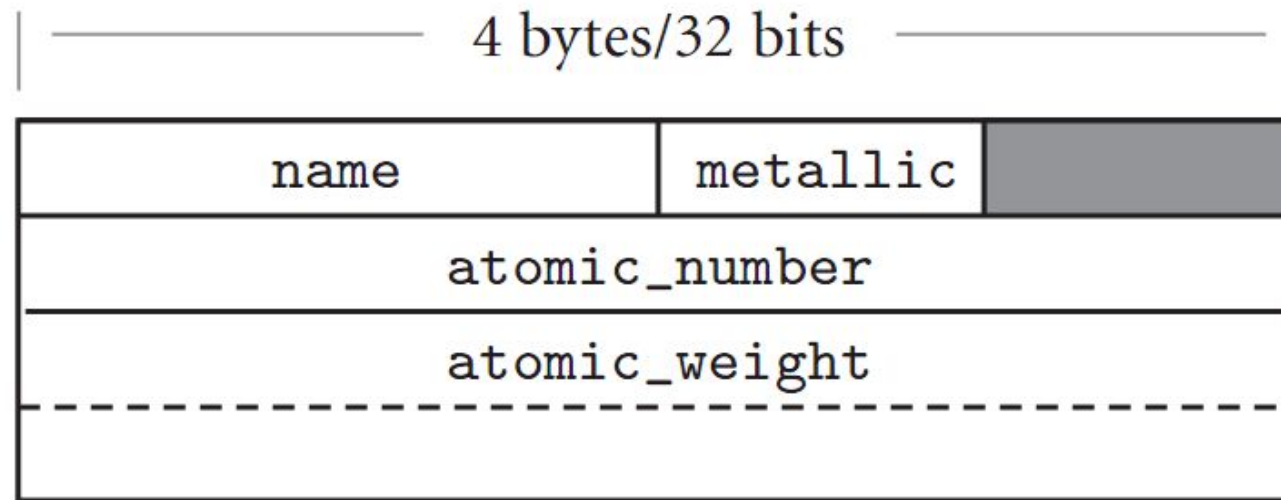 4 bytes/32 bits
name metallic
atomic_number
atomic_weight